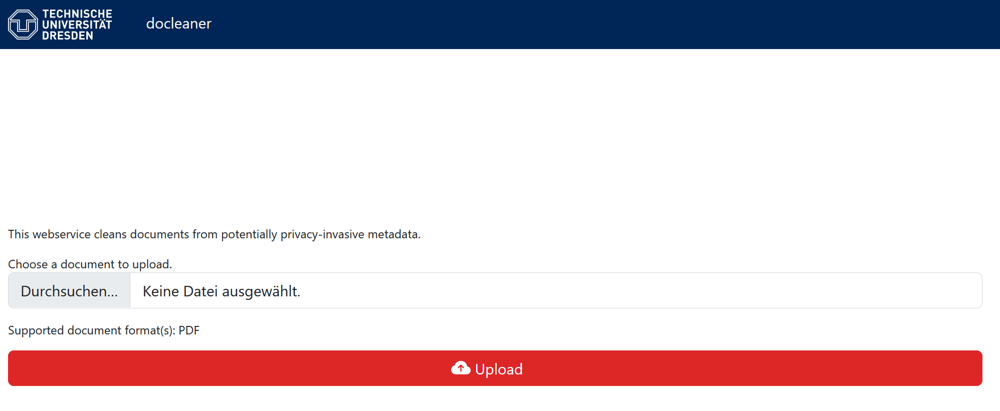 TECHNISCHE
UNIVERSITÄT
DRESDEN
docleaner
This webservice cleans documents from potentially privacy-invasive metadata.
Choose a document to upload.
Durchsuchen... Keine Datei ausgewählt.
Supported document format(s): PDF
Upload